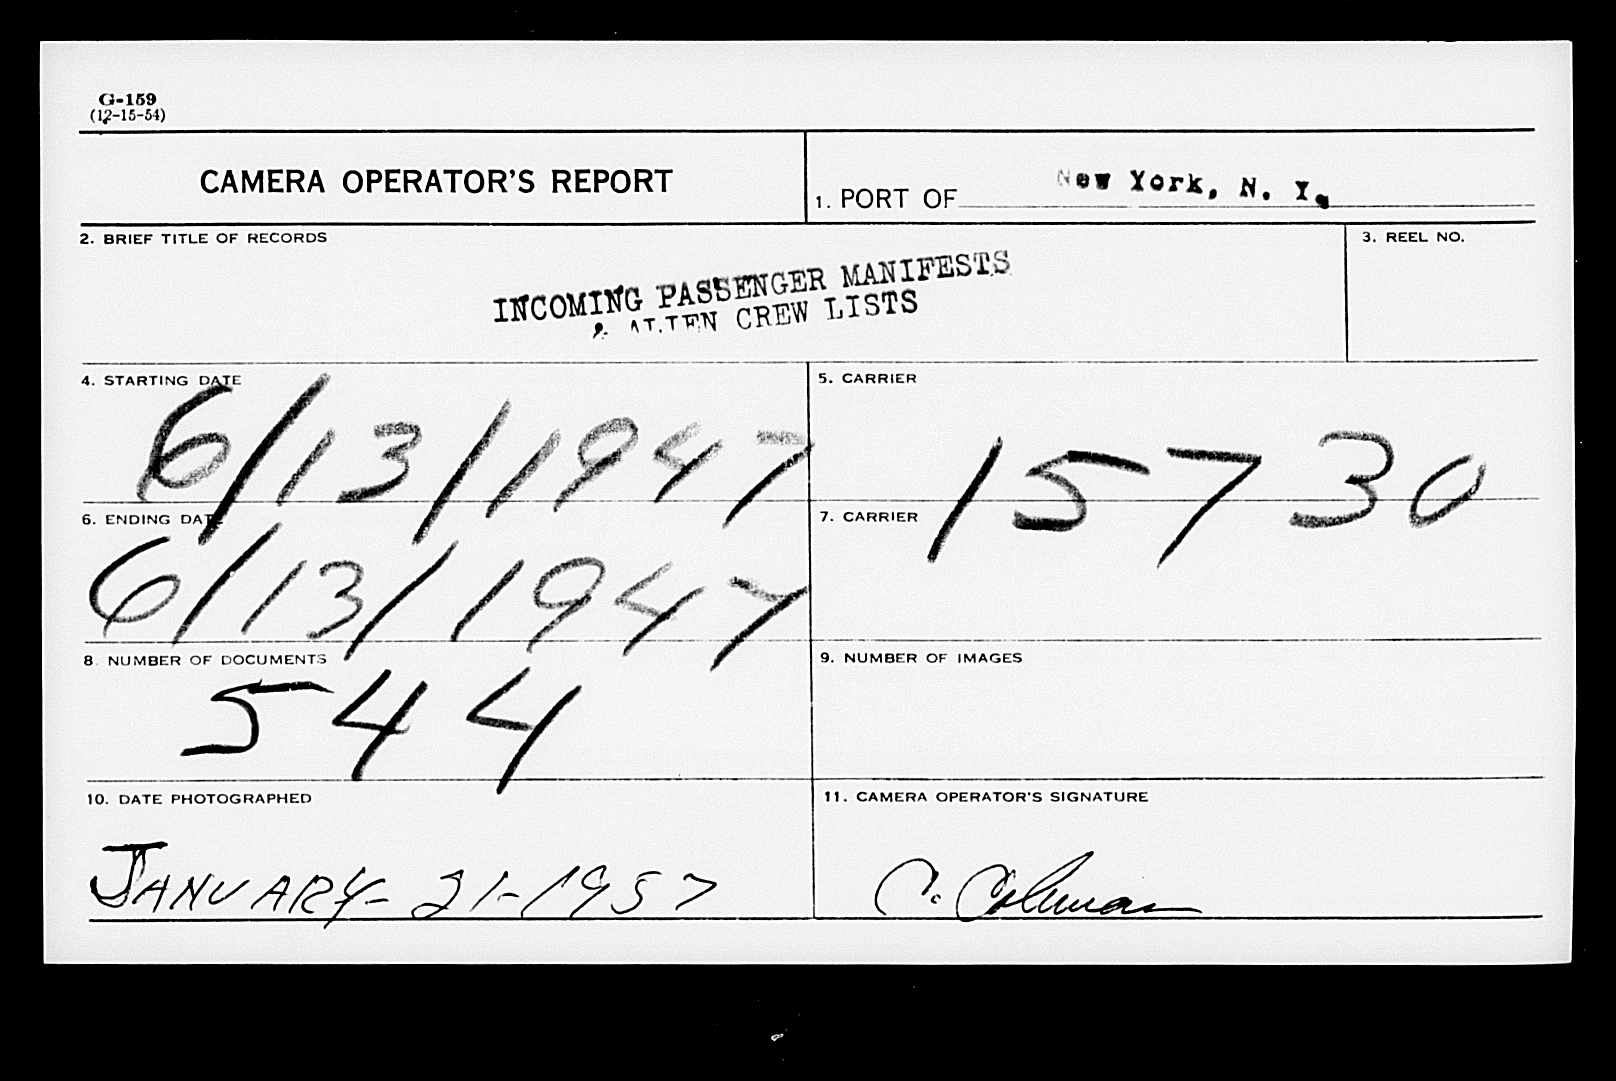 G-159
(12-15-54)
CAMERA OPERATOR'S REPORT
1. PORT OF New York, N. Y.
2. BRIEF TITLE OF RECORDS
3. REEL NO.
INCOMING PASSENGER MANIFESTS
& ALIEN CREW LISTS
4. STARTING DATE
5. CARRIER
6/13/1947
15730
6. ENDING DATE
7. CARRIER
6/13/1947
8. NUMBER OF DOCUMENTS
9. NUMBER OF IMAGES
544
10. DATE PHOTOGRAPHED
11. CAMERA OPERATOR'S SIGNATURE
JANUARY-21-1957
C. Coleman